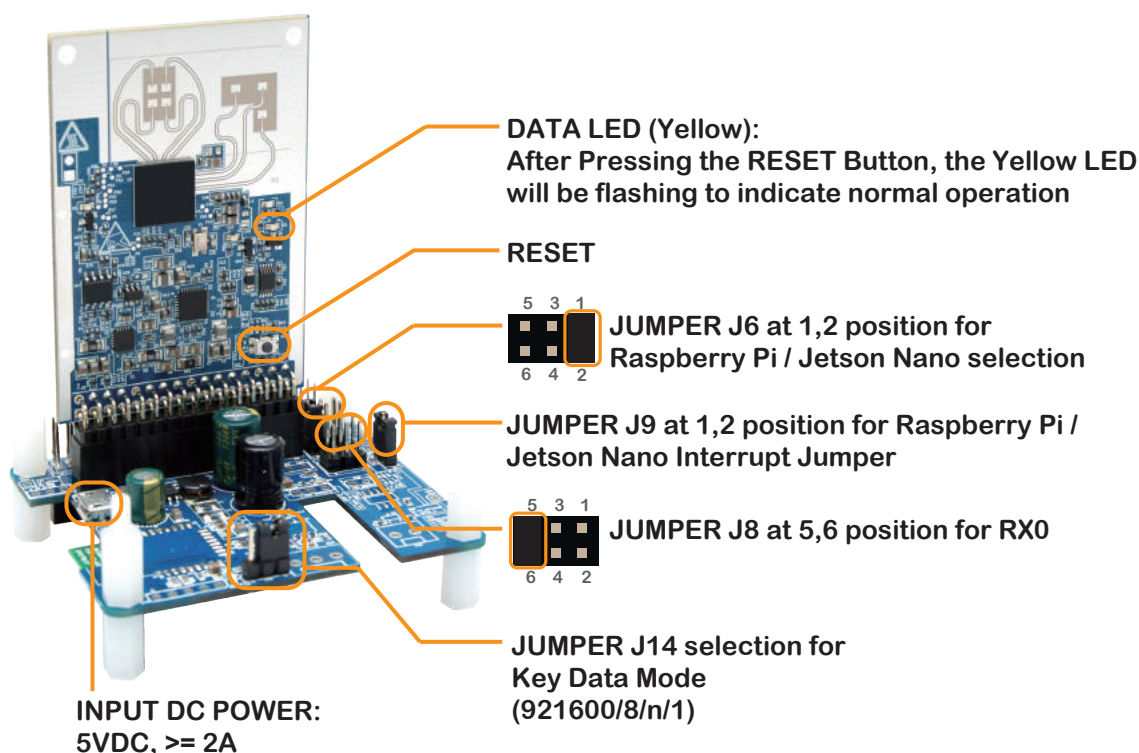 DATA LED (Yellow):
After Pressing the RESET Button, the Yellow LED
will be flashing to indicate normal operation
RESET
5 3 1
JUMPER J6 at 1,2 position for
Raspberry Pi / Jetson Nano selection
6 4 2
JUMPER J9 at 1,2 position for Raspberry Pi /
Jetson Nano Interrupt Jumper
5 3 1
JUMPER J8 at 5,6 position for RX0
6 4 2
JUMPER J14 selection for
Key Data Mode
(921600/8/n/1)
INPUT DC POWER:
5VDC, >= 2A